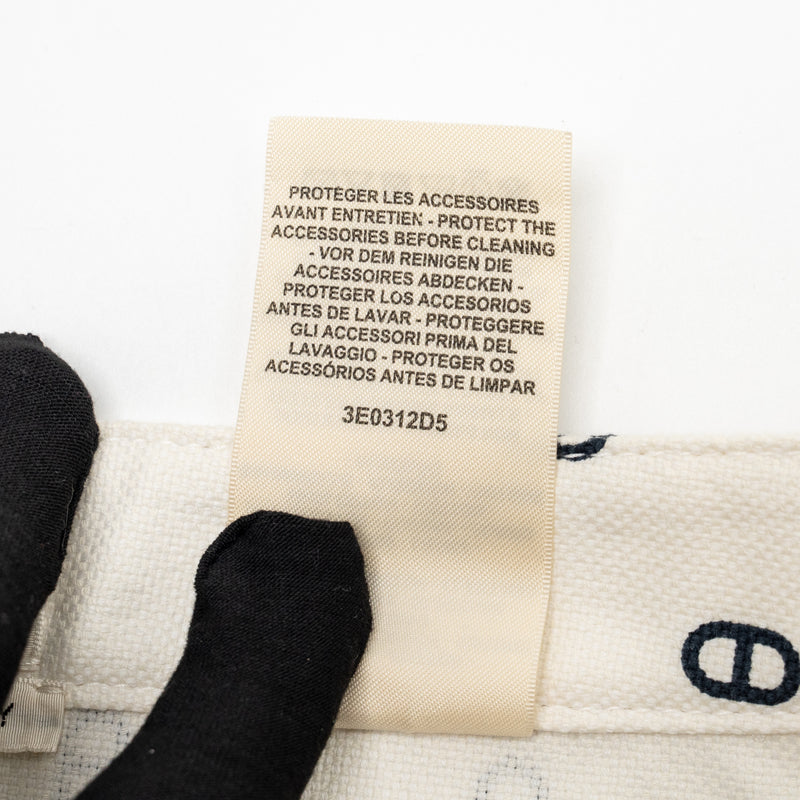 PROTEGER LES ACCESSOIRES
AVANT ENTRETIEN - PROTECT THE
ACCESSORIES BEFORE CLEANING
- VOR DEM REINIGEN DIE
ACCESSOIRES ABDECKEN -
PROTEGER LOS ACCESORIOS
ANTES DE LAVAR - PROTEGGERE
GLI ACCESSORI PRIMA DEL
LAVAGGIO - PROTEGER OS
ACESSÓRIOS ANTES DE LIMPAR
3E0312D5
Y